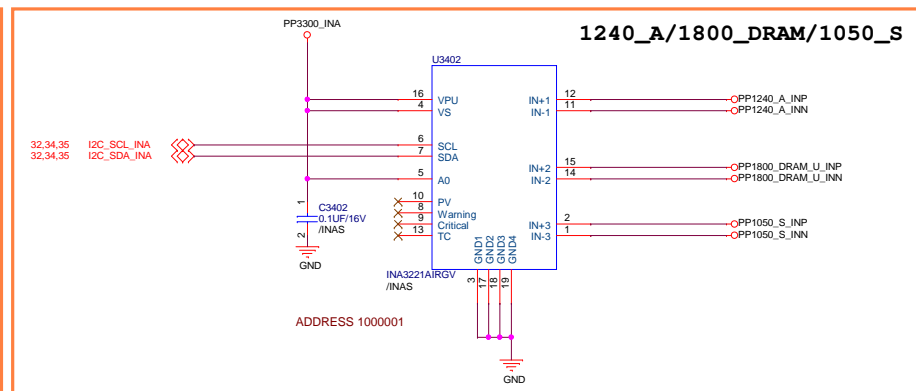 PP3300_INA
1240_A/1800_DRAM/1050_S
U3402
16 VPU
4 VS
IN+1 12 PP1240_A_INP
IN-1 11 PP1240_A_INN
32,34,35 I2C_SCL_INA 6 SCL
32,34,35 I2C_SDA_INA 7 SDA
IN+2 15 PP1800_DRAM_U_INP
IN-2 14 PP1800_DRAM_U_INN
5 A0
10 PV
8 Warning
9 Critical
13 TC
IN+3 2 PP1050_S_INP
IN-3 1 PP1050_S_INN
1
C3402
0.1UF/16V
/INAS
2
GND
GND1
GND2
GND3
GND4
3
17
18
19
INA3221AIRGV
/INAS
ADDRESS 1000001
GND